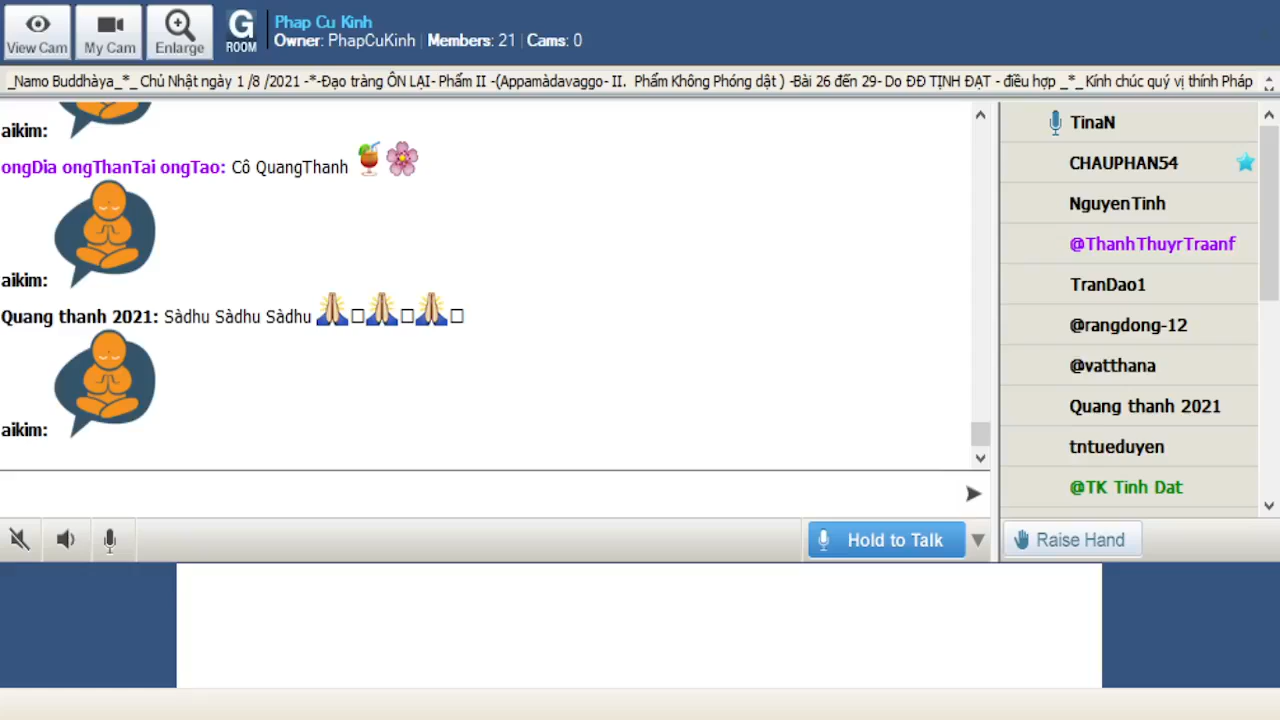 View Cam
My Cam
Enlarge
G
ROOM
Phap Cu Kinh
Owner: PhapCuKinh | Members: 21 | Cams: 0
_Namo Buddhàya_*_ Chủ Nhật ngày 1 /8 /2021 -*-Đạo tràng ÔN LẠI- Phẩm II -(Appamàdavaggo- II. Phẩm Không Phóng dật ) -Bài 26 đến 29- Do ĐĐ TỊNH ĐẠT - điều hợp _*_ Kính chúc quý vị thính Pháp
aikim:
ongDia ongThanTai ongTao: Cô QuangThanh
aikim:
Quang thanh 2021: Sàdhu Sàdhu Sàdhu
aikim:
TinaN
CHAUPHAN54
NguyenTinh
@ThanhThuyrTraanf
TranDao1
@rangdong-12
@vatthana
Quang thanh 2021
tntueduyen
@TK Tinh Dat
Hold to Talk
Raise Hand